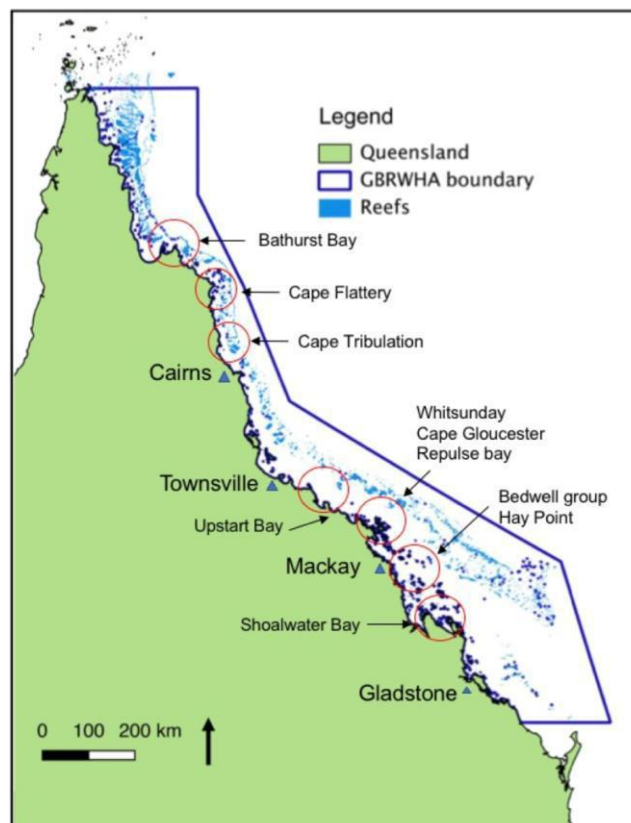 Legend
Queensland
GBRWHA boundary
Reefs
Bathurst Bay
Cape Flattery
Cape Tribulation
Cairns
Whitsunday
Cape Gloucester
Repulse bay
Townsville
Bedwell group
Hay Point
Upstart Bay
Mackay
Shoalwater Bay
Gladstone
0 100 200 km